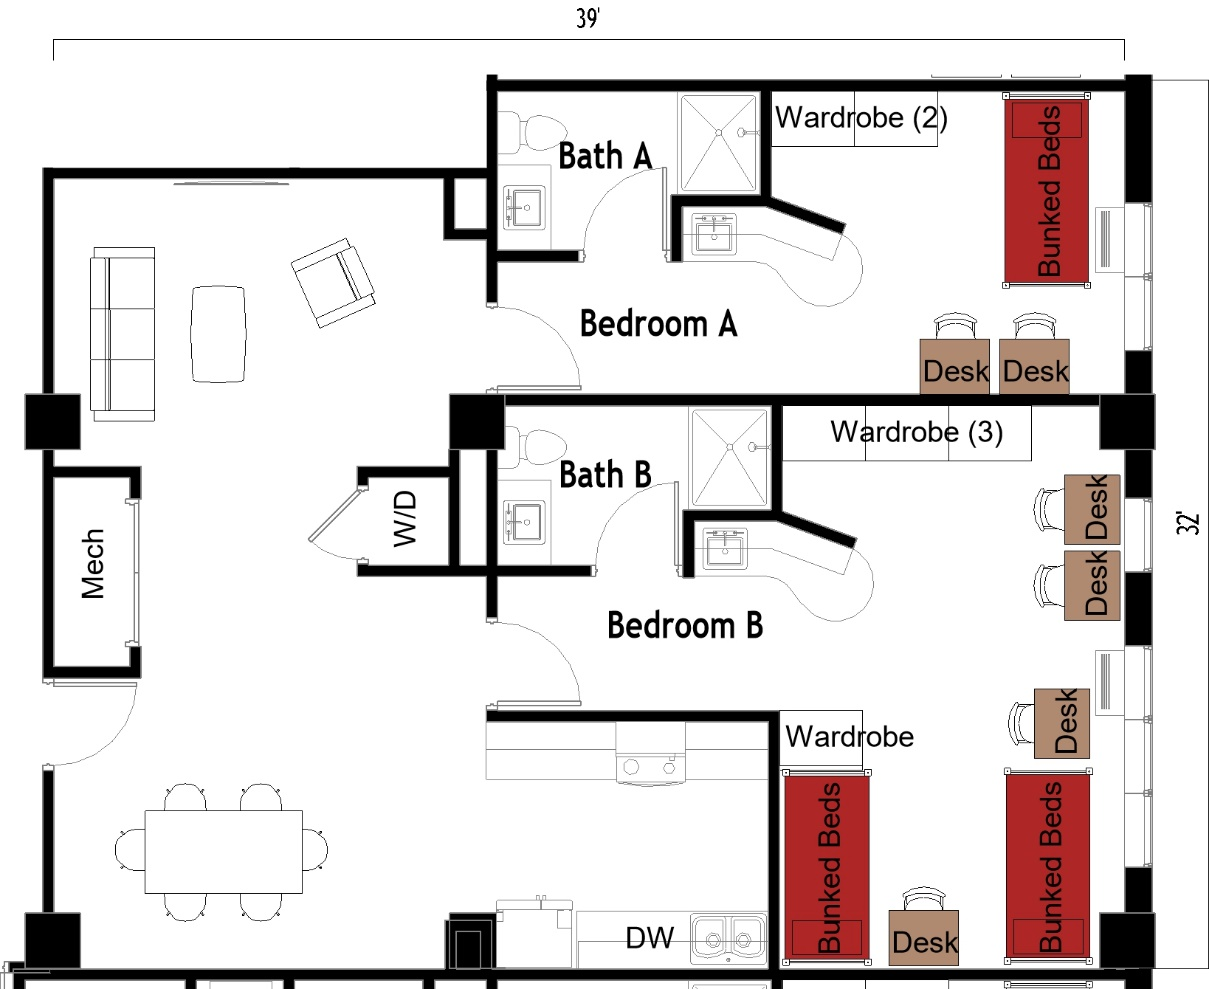 39'
Wardrobe (2)
Bunked Beds
Bath A
Bedroom A
Desk
Desk
Wardrobe (3)
Bath B
Desk
W/D
32'
Mech
Desk
Bedroom B
Desk
Wardrobe
Bunked Beds
Bunked Beds
DW
Desk